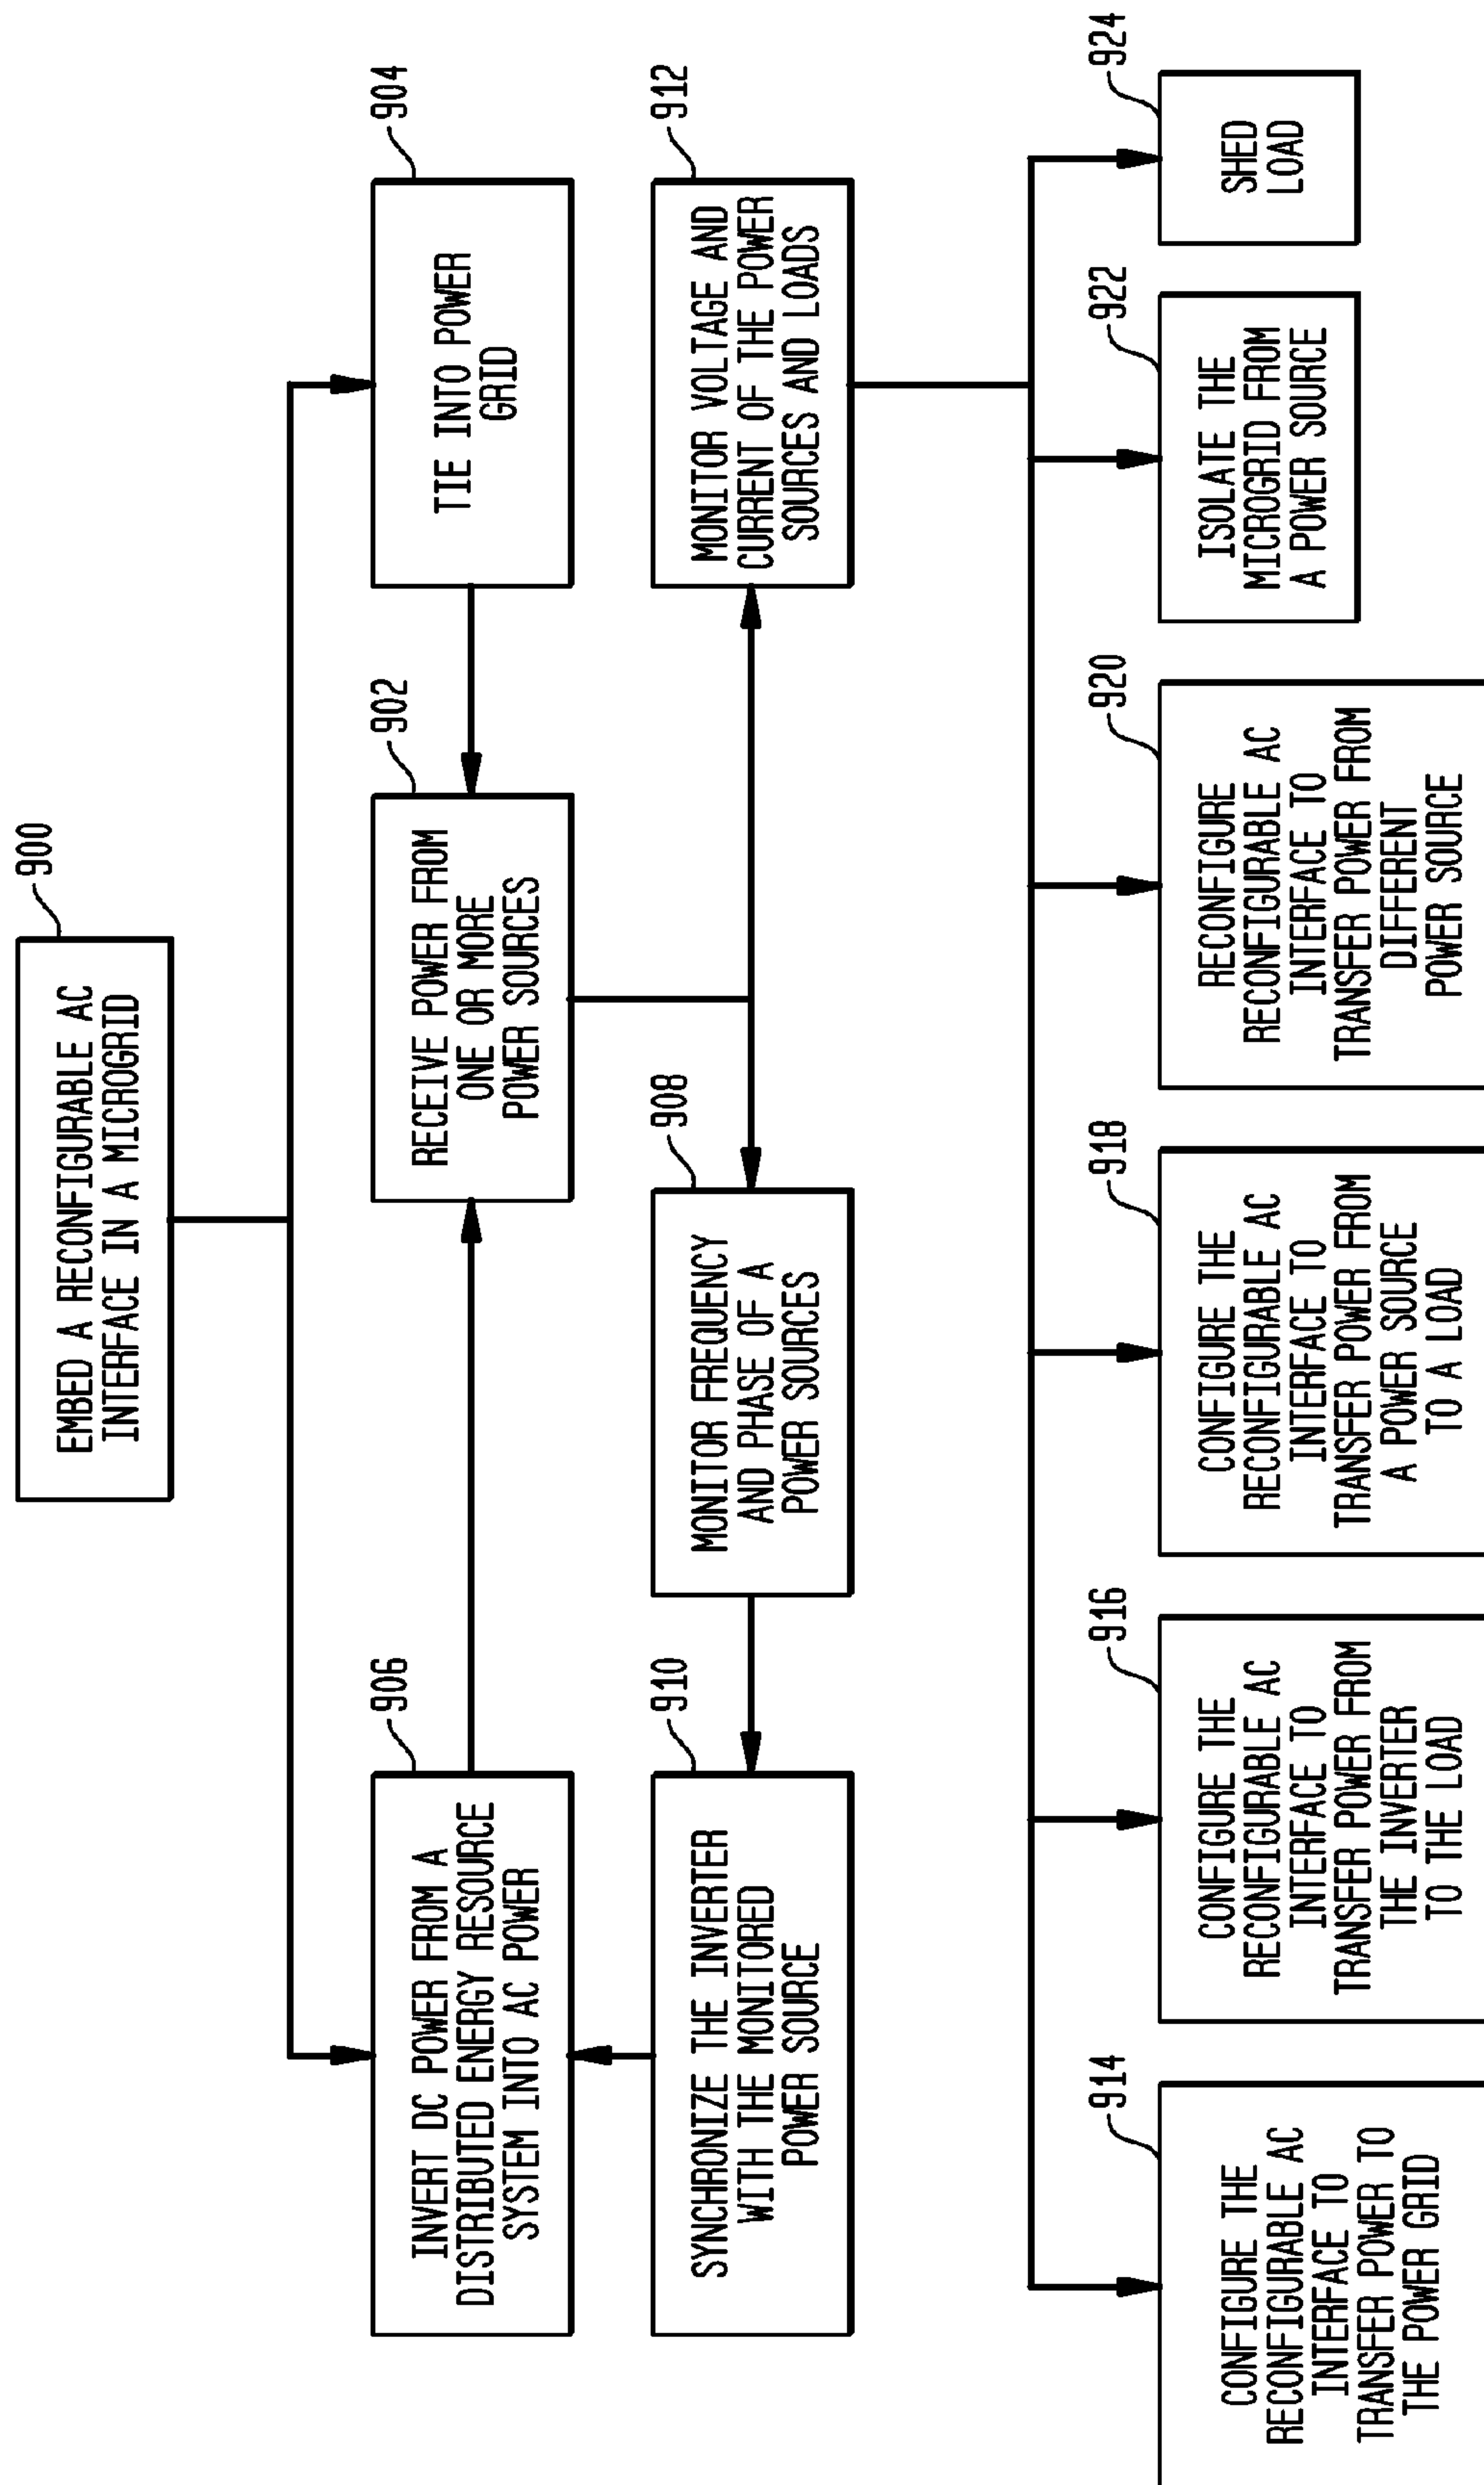 900
EMBED A RECONFIGURABLE AC
INTERFACE IN A MICROGRID
906
INVERT DC POWER FROM A
DISTRIBUTED ENERGY RESOURCE
SYSTEM INTO AC POWER
902
RECEIVE POWER FROM
ONE OR MORE
POWER SOURCES
904
TIE INTO POWER
GRID
910
SYNCHRONIZE THE INVERTER
WITH THE MONITORED
POWER SOURCE
908
MONITOR FREQUENCY
AND PHASE OF A
POWER SOURCES
912
MONITOR VOLTAGE AND
CURRENT OF THE POWER
SOURCES AND LOADS
914
CONFIGURE THE
RECONFIGURABLE AC
INTERFACE TO
TRANSFER POWER TO
THE POWER GRID
916
CONFIGURE THE
RECONFIGURABLE AC
INTERFACE TO
TRANSFER POWER FROM
THE INVERTER
TO THE LOAD
918
CONFIGURE THE
RECONFIGURABLE AC
INTERFACE TO
TRANSFER POWER FROM
A POWER SOURCE
TO A LOAD
920
RECONFIGURE
RECONFIGURABLE AC
INTERFACE TO
TRANSFER POWER FROM
DIFFERENT
POWER SOURCE
922
ISOLATE THE
MICROGRID FROM
A POWER SOURCE
924
SHED
LOAD